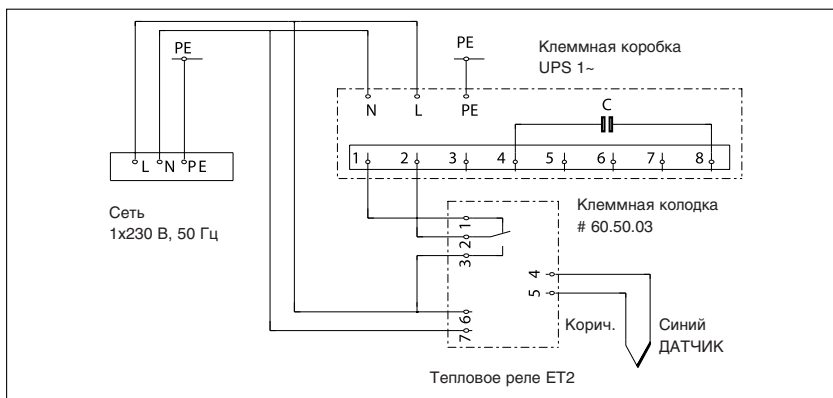 PE
PE
Клеммная коробка
UPS 1~
N L PE
C
1 2 3 4 5 6 7 8
L N PE
Сеть
1x230 В, 50 Гц
Клеммная колодка
# 60.50.03
1
2
3
4
5
6
7
Корич.
Синий
ДАТЧИК
Тепловое реле ET2